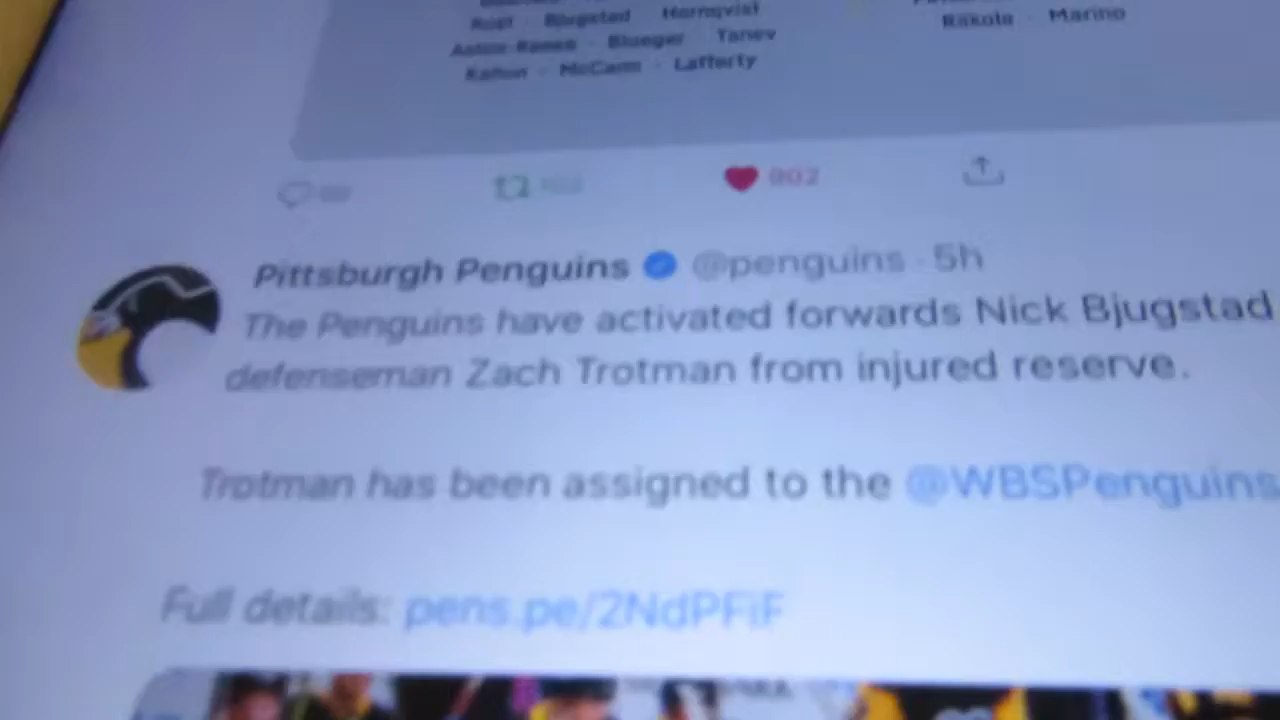 Rust - Bjugstad Hornqvist
Aston-Reese - Blueger Tanev
Kahun - McCann - Lafferty
Riikola - Marino
902
Pittsburgh Penguins @penguins · 5h
The Penguins have activated forwards Nick Bjugstad
defenseman Zach Trotman from injured reserve.
Trotman has been assigned to the @WBSPenguins
Full details: pens.pe/2NdPFiF